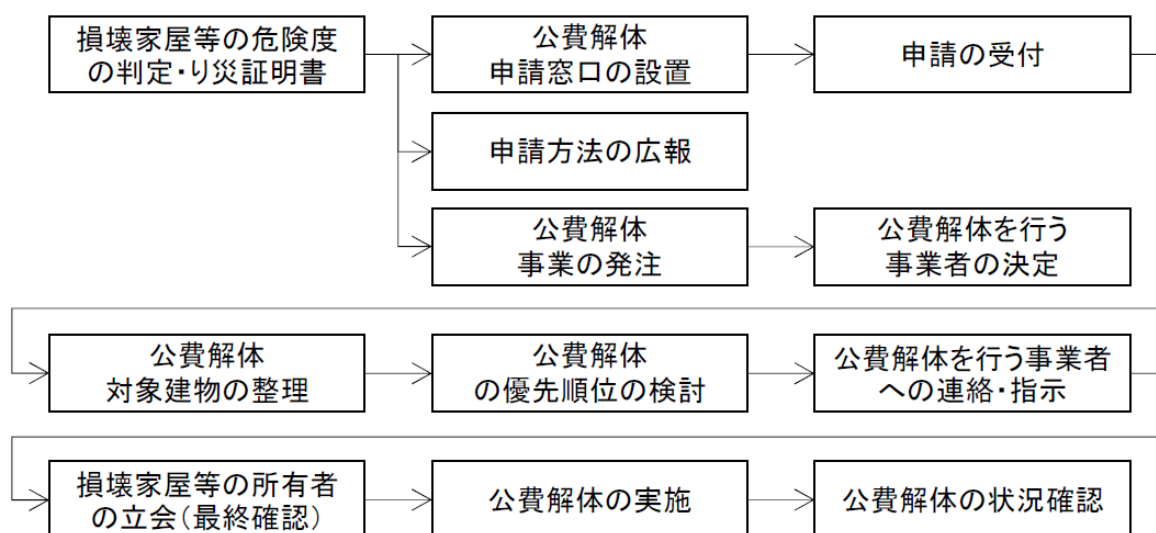 損壊家屋等の危険度
の判定・り災証明書
公費解体
申請窓口の設置
申請の受付
申請方法の広報
公費解体
事業の発注
公費解体を行う
事業者の決定
公費解体
対象建物の整理
公費解体
の優先順位の検討
公費解体を行う事業者
への連絡・指示
損壊家屋等の所有者
の立会（最終確認）
公費解体の実施
公費解体の状況確認